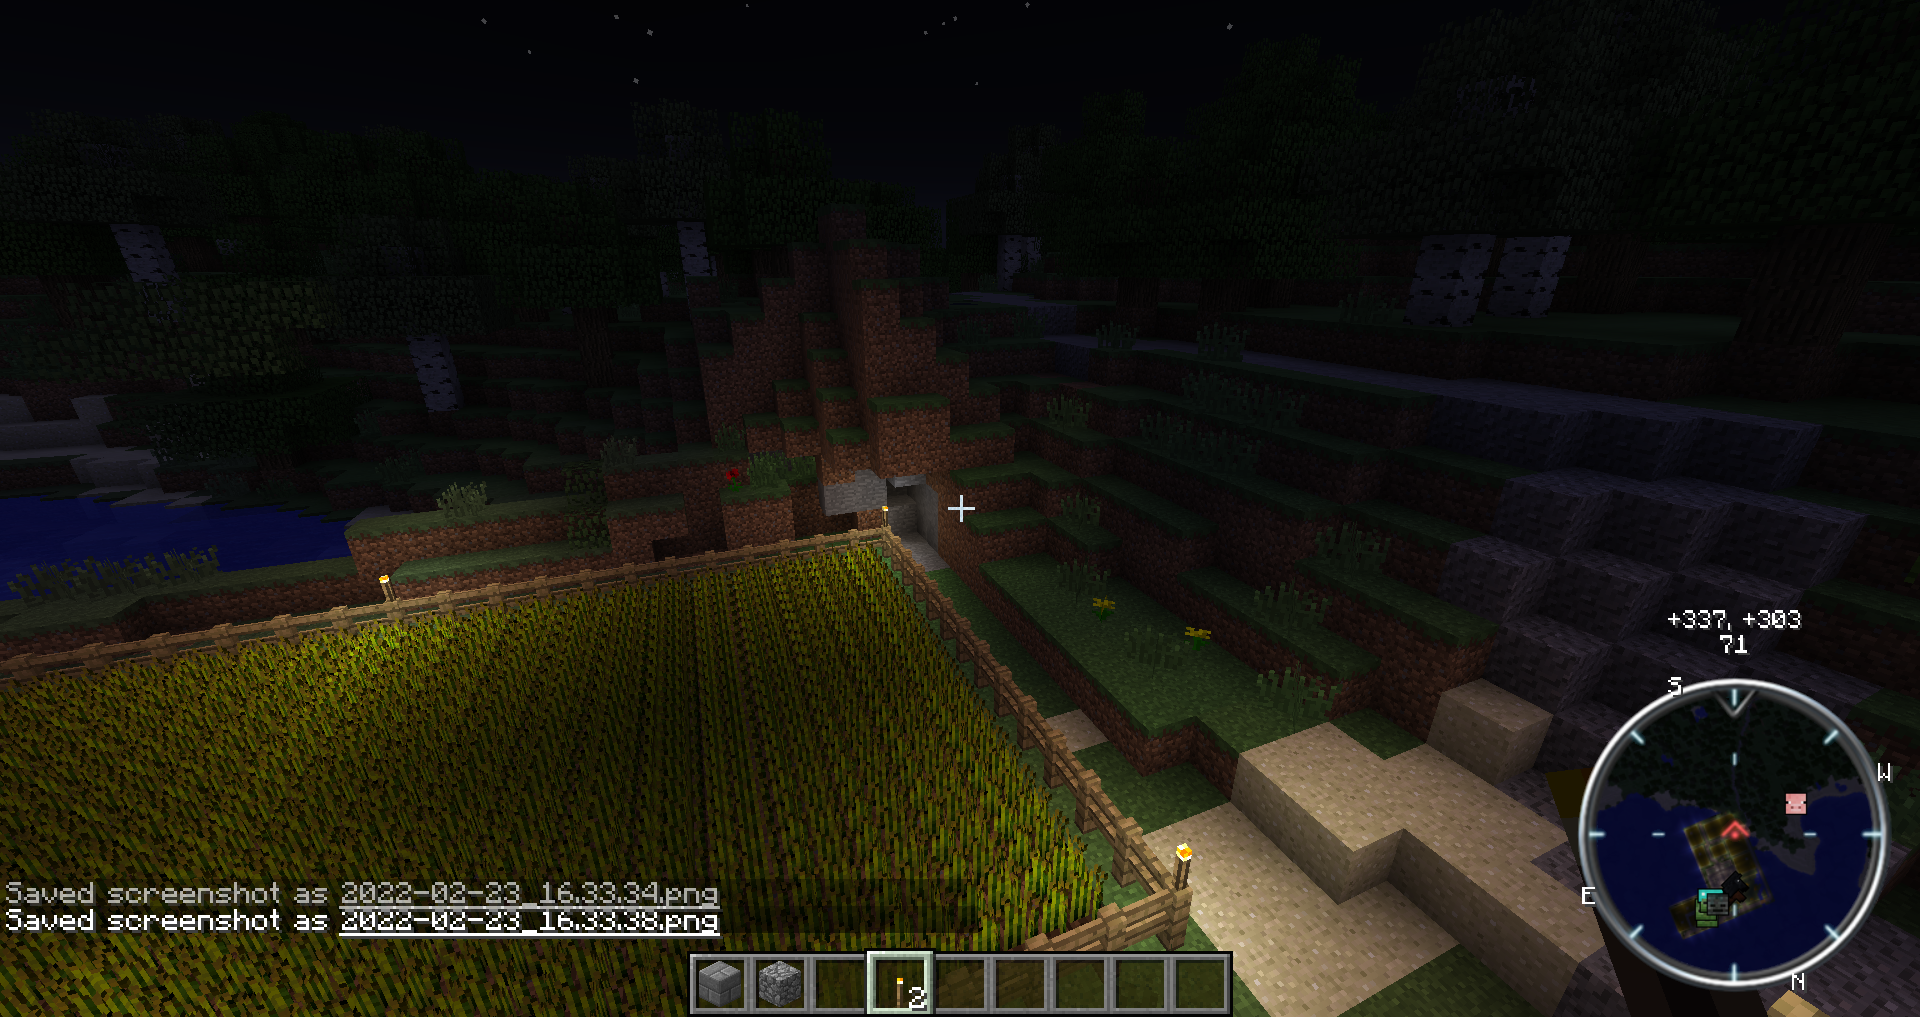 +337, +303
71
S
W
E
N
Saved screenshot as 2022-02-23_16.33.34.png
Saved screenshot as 2022-02-23_16.33.38.png
2